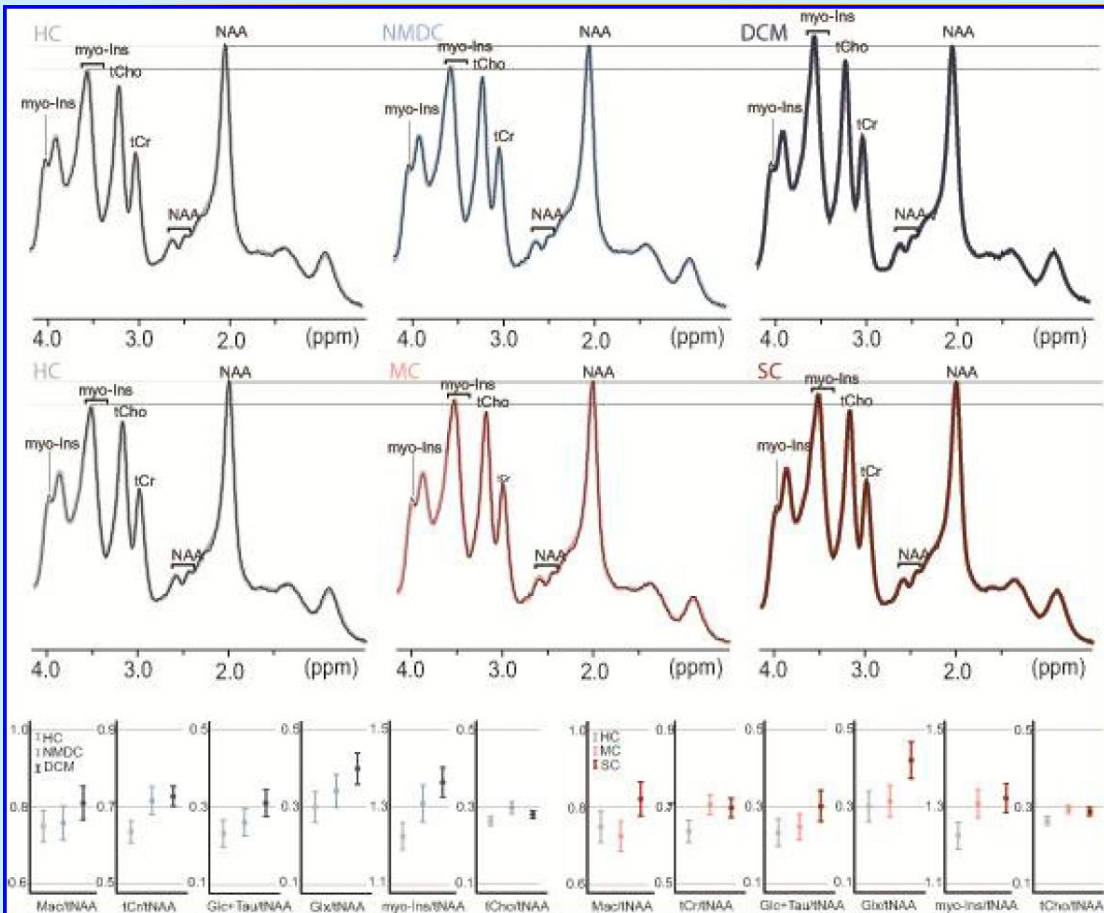 HC
NMDC
DCM
myo-Ins
NAA
myo-Ins
NAA
myo-Ins
NAA
tCho
tCho
tCho
myo-Ins
myo-Ins
myo-Ins
tCr
tCr
tCr
NAA
NAA
NAA
4.0 3.0 2.0 (ppm)
4.0 3.0 2.0 (ppm)
4.0 3.0 2.0 (ppm)
HC
MC
SC
myo-Ins
NAA
myo-Ins
NAA
myo-Ins
NAA
tCho
tCho
tCho
myo-Ins
myo-Ins
myo-Ins
tCr
tCr
tCr
NAA
NAA
NAA
4.0 3.0 2.0 (ppm)
4.0 3.0 2.0 (ppm)
4.0 3.0 2.0 (ppm)
1.0 0.9 0.5 1.5 0.5
HC
NMDC
DCM
0.8 0.7 0.3 1.3 0.3
0.6 0.5 0.1 1.1 0.1
Mac/tNAA tCr/tNAA Glc+Tau/tNAA Glx/tNAA myo-Ins/tNAA tCho/tNAA
1.0 0.9 0.5 1.5 0.5
HC
MC
SC
0.8 0.7 0.3 1.3 0.3
0.6 0.5 0.1 1.1 0.1
Mac/tNAA tCr/tNAA Glc+Tau/tNAA Glx/tNAA myo-Ins/tNAA tCho/tNAA